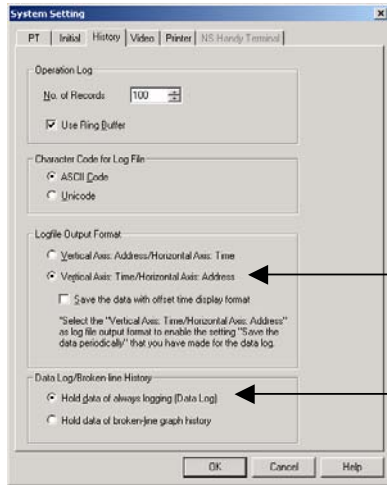 System Setting
PT Initial History Video Printer NS Handy Terminal
Operation Log
No. of Records 100
Use Ring Buffer
Character Code for Log File
ASCII Code
Unicode
Logfile Output Format
Vertical Axis: Address/Horizontal Axis: Time
Vertical Axis: Time/Horizontal Axis: Address
Save the data with offset time display format
"Select the "Vertical Axis: Time/Horizontal Axis: Address"
as log file output format to enable the setting "Save the
data periodically" that you have made for the data log.
Data Log/Broken-line History
Hold data of always logging (Data Log)
Hold data of broken-line graph history
OK Cancel Help